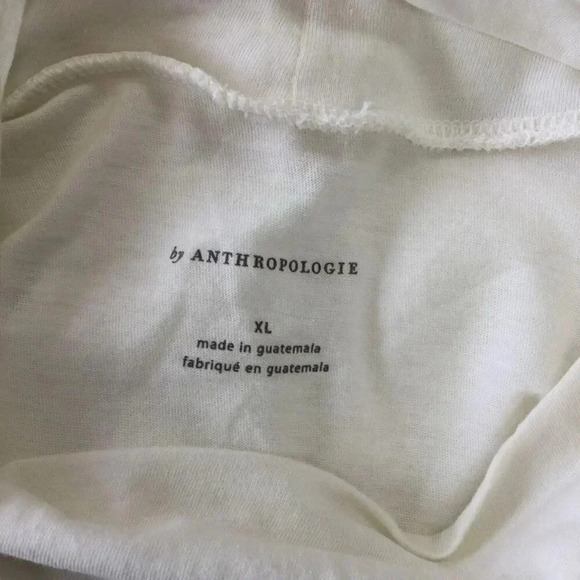 by ANTHROPOLOGIE
XL
made in guatemala
fabriqué en guatemala